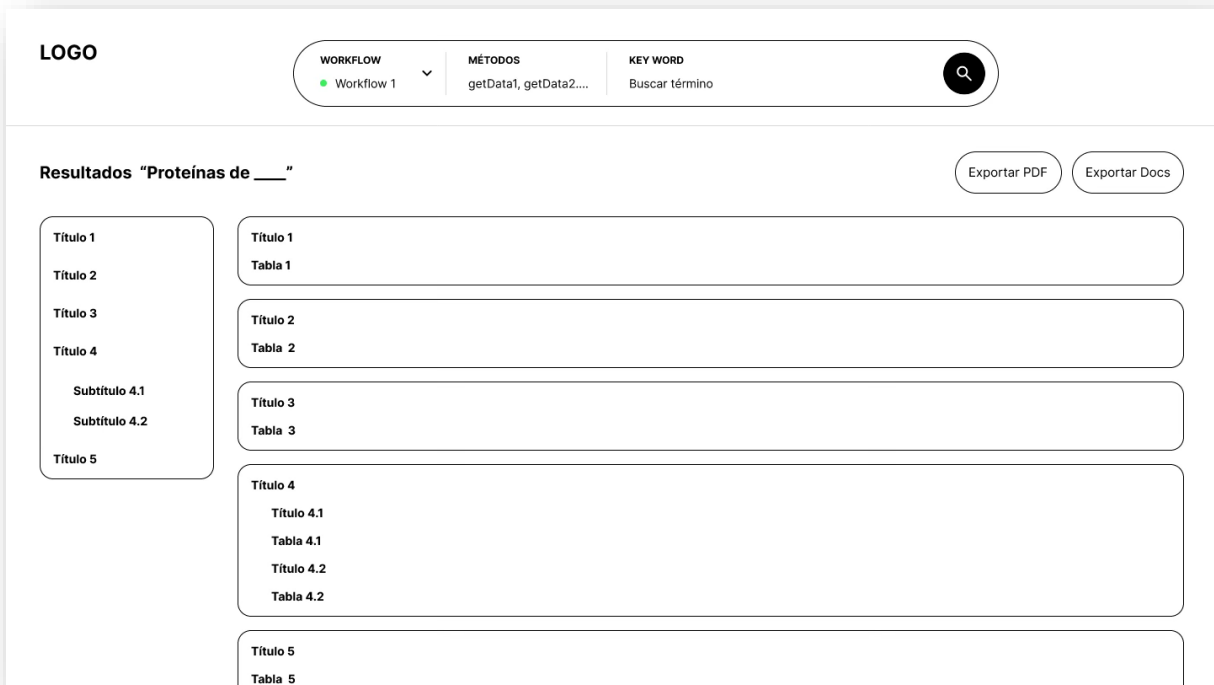 LOGO
WORKFLOW
Workflow 1
MÉTODOS
getData1, getData2....
KEY WORD
Buscar término
Resultados “Proteínas de ____”
Exportar PDF
Exportar Docs
Título 1
Título 2
Título 3
Título 4
Subtítulo 4.1
Subtítulo 4.2
Título 5
Título 1
Tabla 1
Título 2
Tabla 2
Título 3
Tabla 3
Título 4
Título 4.1
Tabla 4.1
Título 4.2
Tabla 4.2
Título 5
Tabla 5